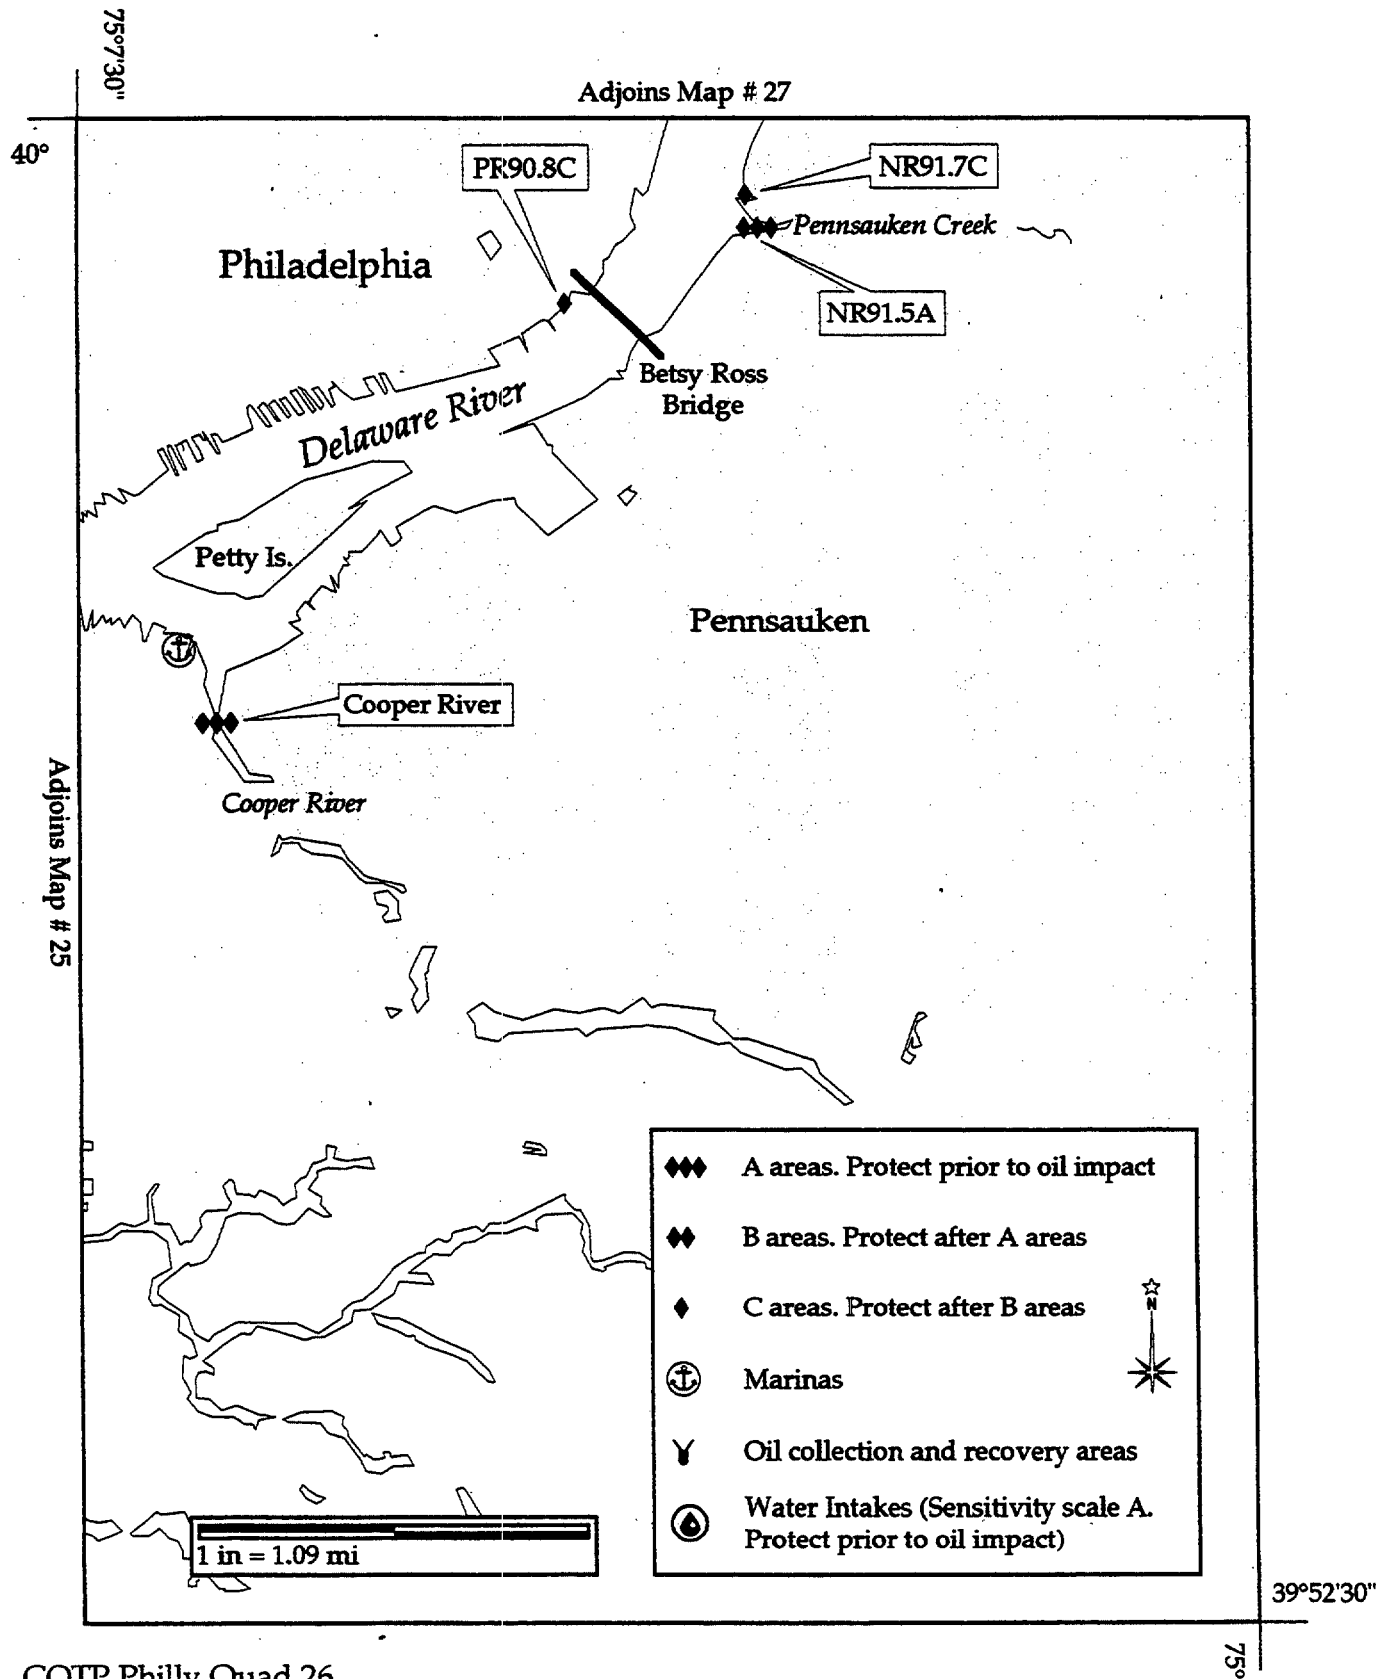 75°7'30"
Adjoins Map # 27
40°
PR90.8C
NR91.7C
Pennsauken Creek
Philadelphia
NR91.5A
Betsy Ross
Bridge
Delaware River
Petty Is.
Pennsauken
Cooper River
Cooper River
Adjoins Map # 25
A areas. Protect prior to oil impact
B areas. Protect after A areas
C areas. Protect after B areas
N
Marinas
Oil collection and recovery areas
Water Intakes (Sensitivity scale A.
Protect prior to oil impact)
1 in = 1.09 mi
39°52'30"
75°
COTP Philly Quad 26